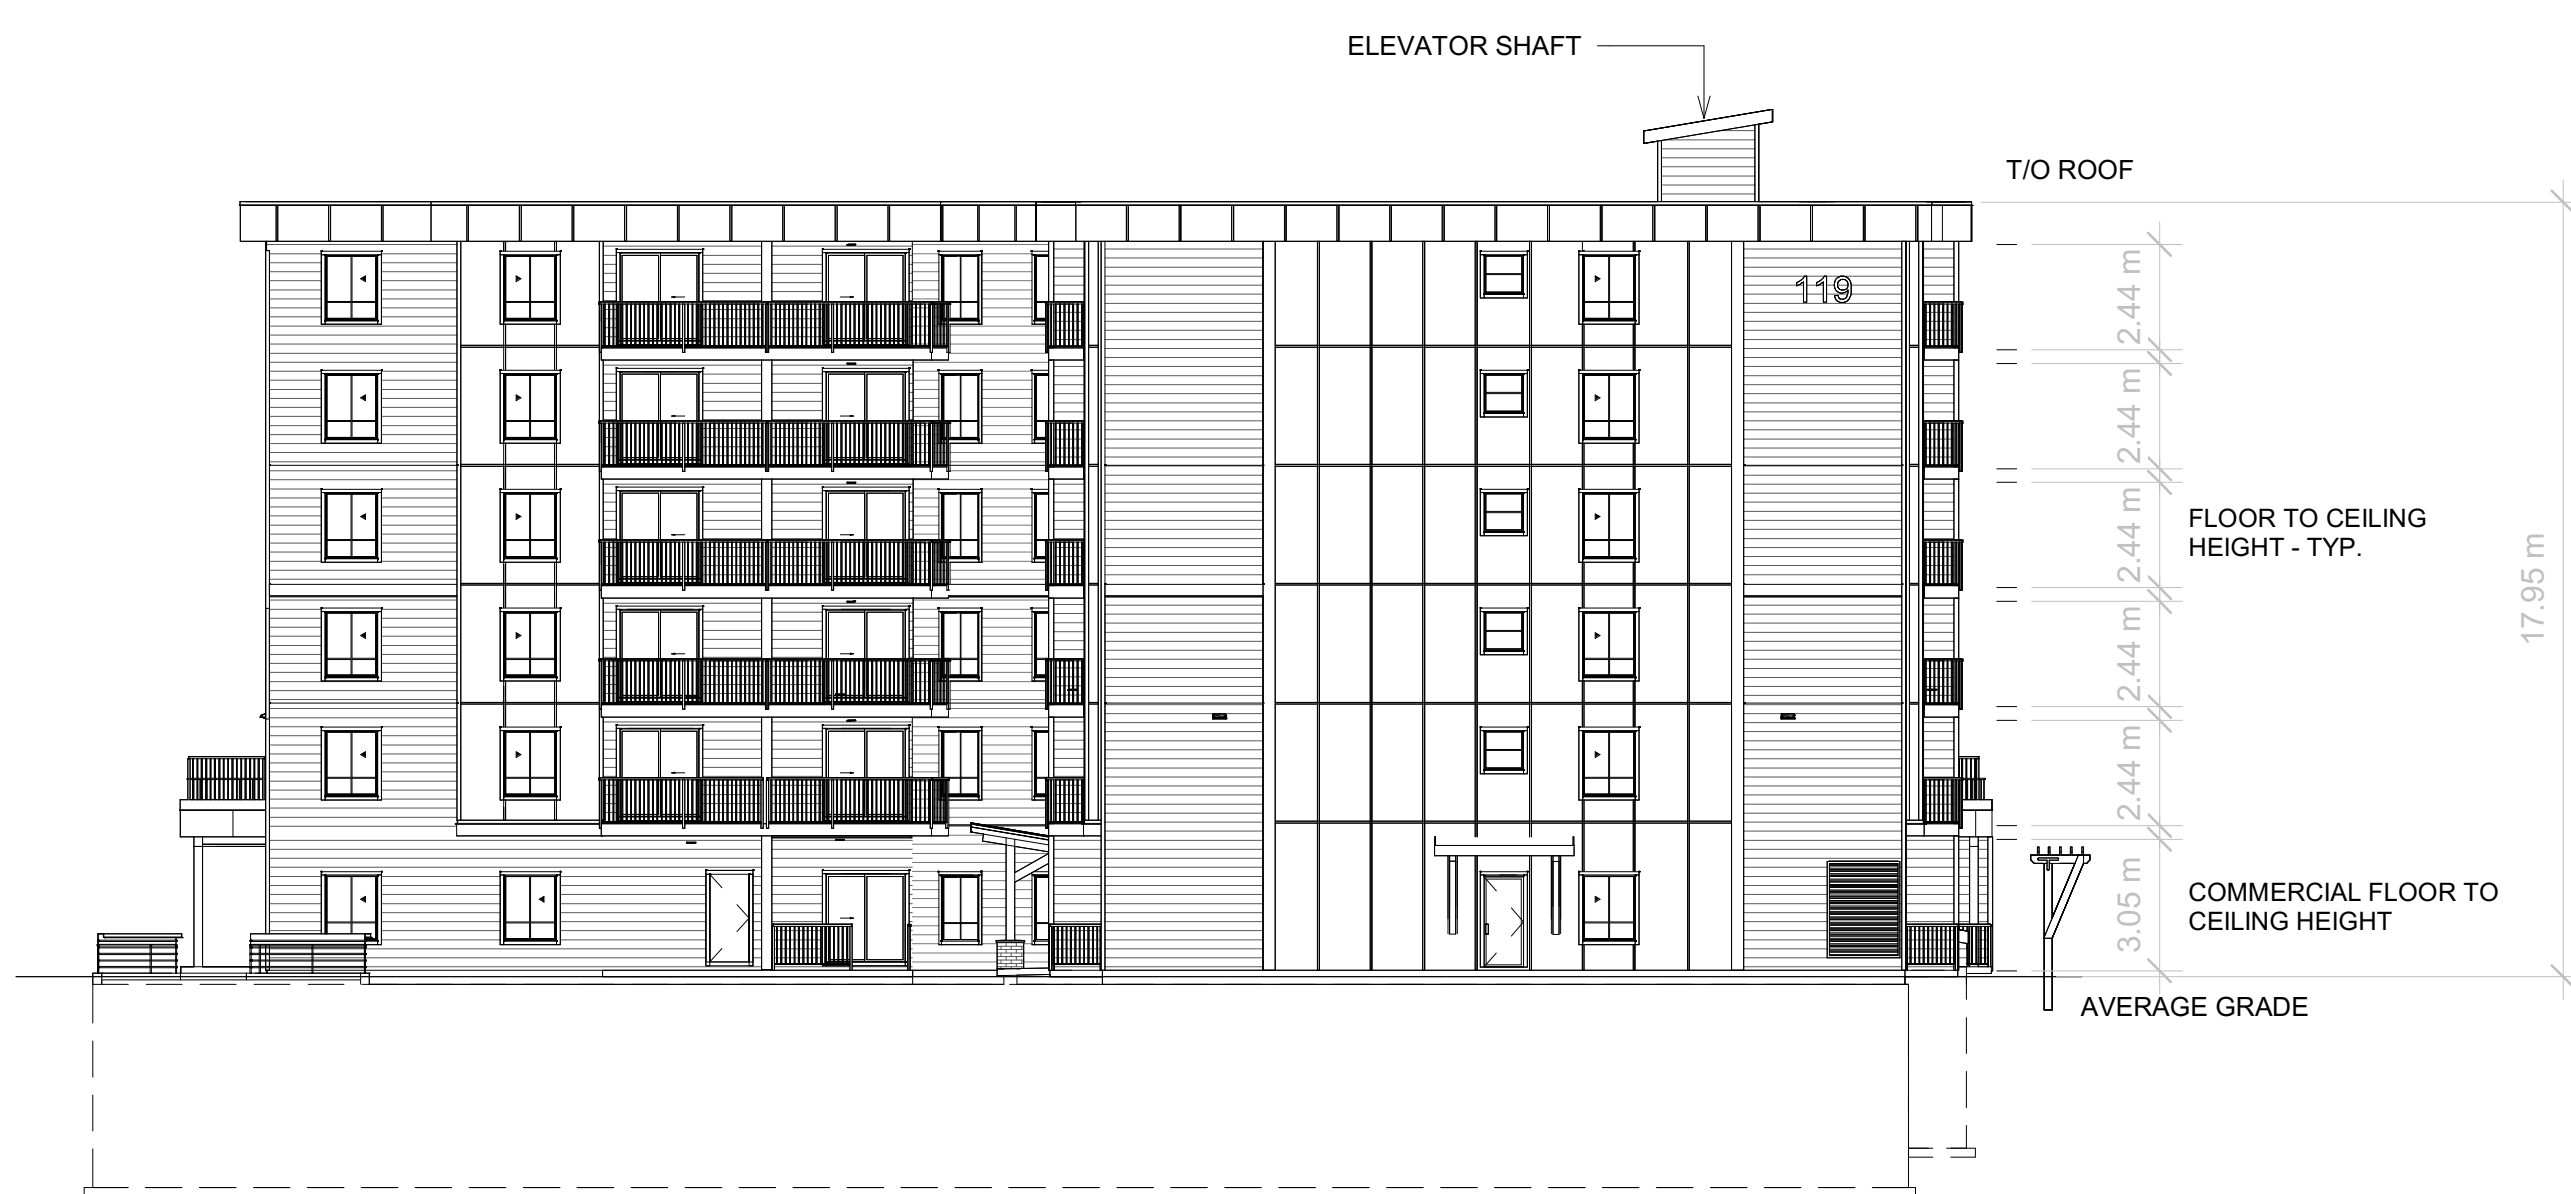 ELEVATOR SHAFT
T/O ROOF
119
2.44 m
2.44 m
2.44 m
FLOOR TO CEILING
HEIGHT - TYP.
17.95 m
2.44 m
2.44 m
3.05 m
COMMERCIAL FLOOR TO
CEILING HEIGHT
AVERAGE GRADE